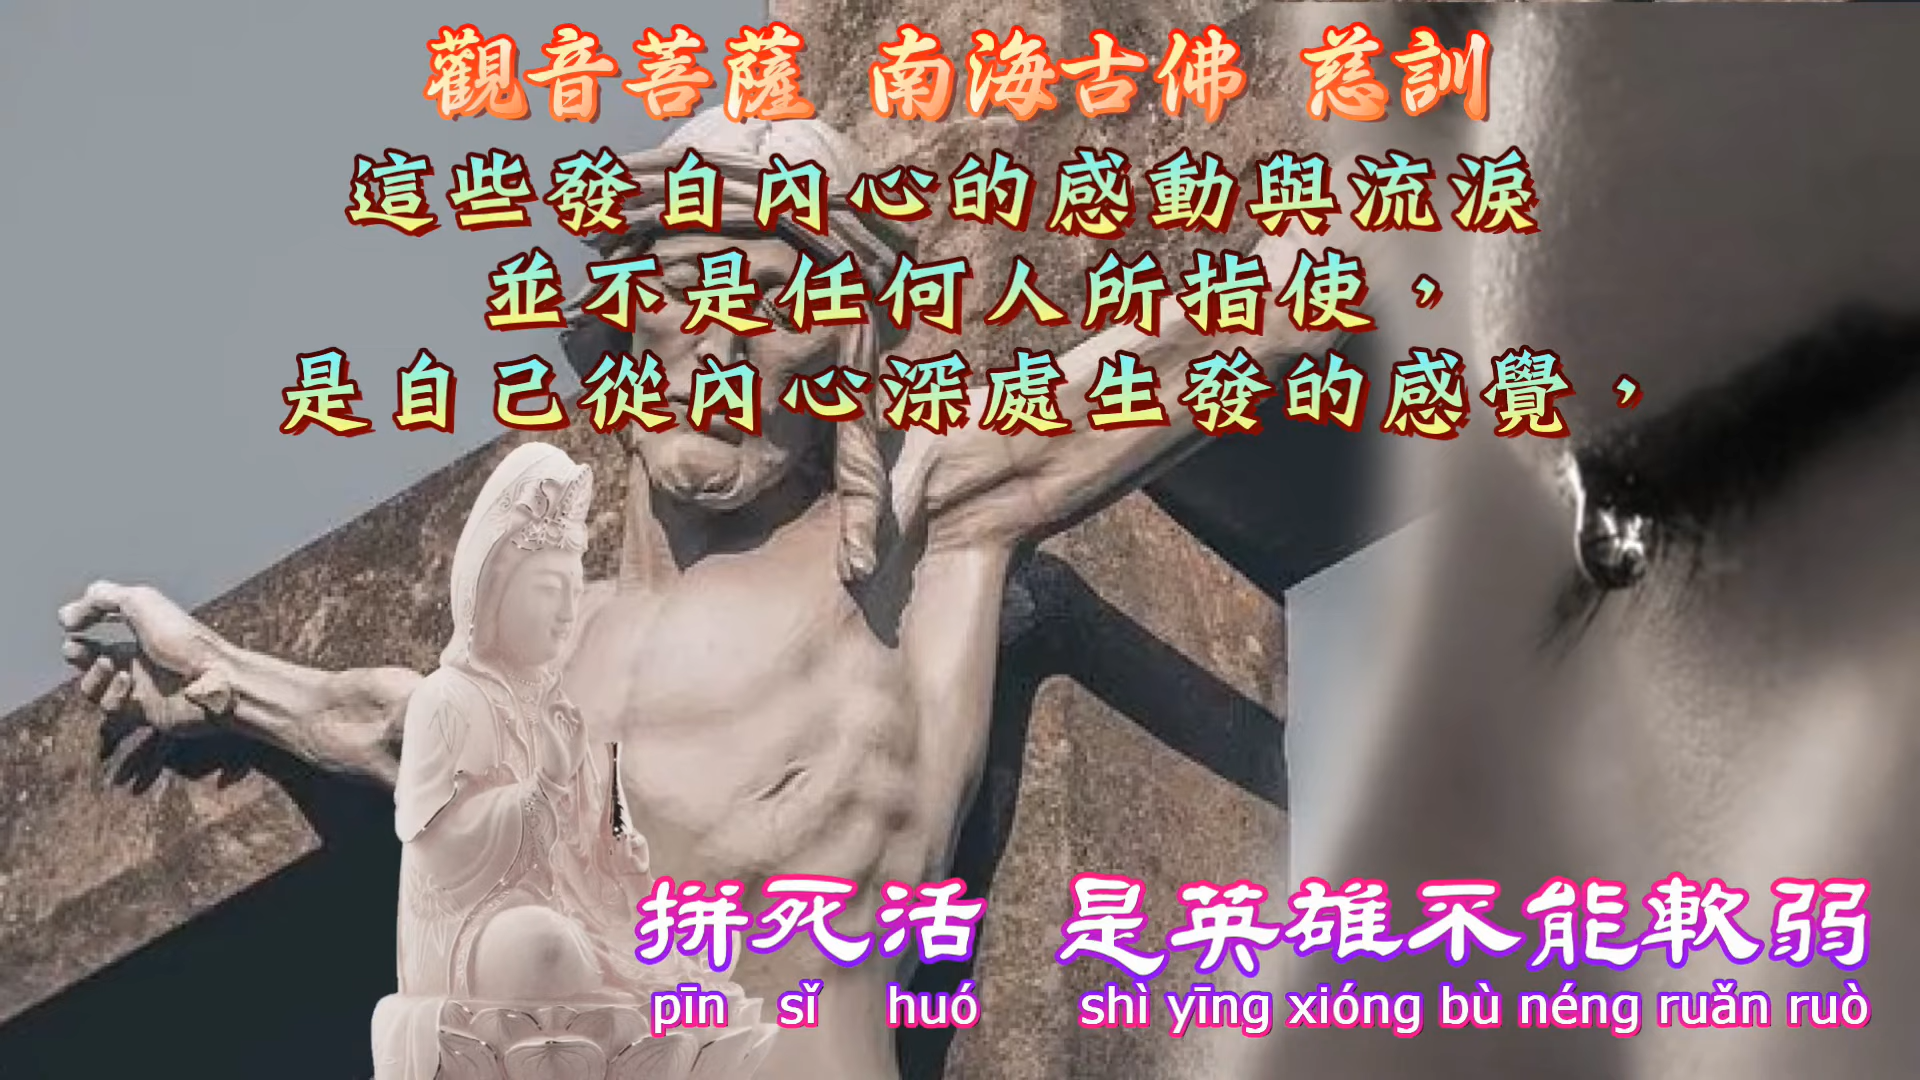 觀音菩薩 南海古佛 慈訓
這些發自內心的感動與流淚
並不是任何人所指使，
是自己從內心深處生發的感覺，
拼死活 是英雄不能軟弱
pīn sǐ huó shì yīng xióng bù néng ruǎn ruò